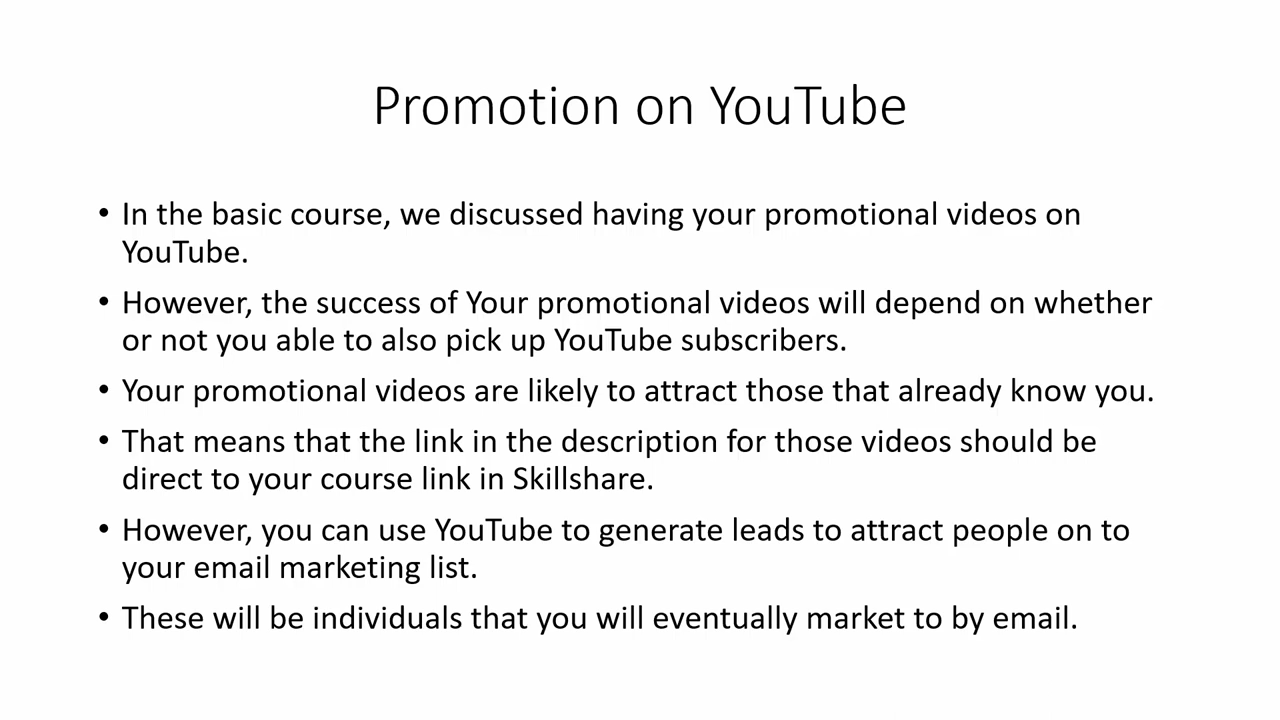 Promotion on YouTube
• In the basic course, we discussed having your promotional videos on
YouTube.
• However, the success of Your promotional videos will depend on whether
or not you able to also pick up YouTube subscribers.
• Your promotional videos are likely to attract those that already know you.
• That means that the link in the description for those videos should be
direct to your course link in Skillshare.
• However, you can use YouTube to generate leads to attract people on to
your email marketing list.
• These will be individuals that you will eventually market to by email.